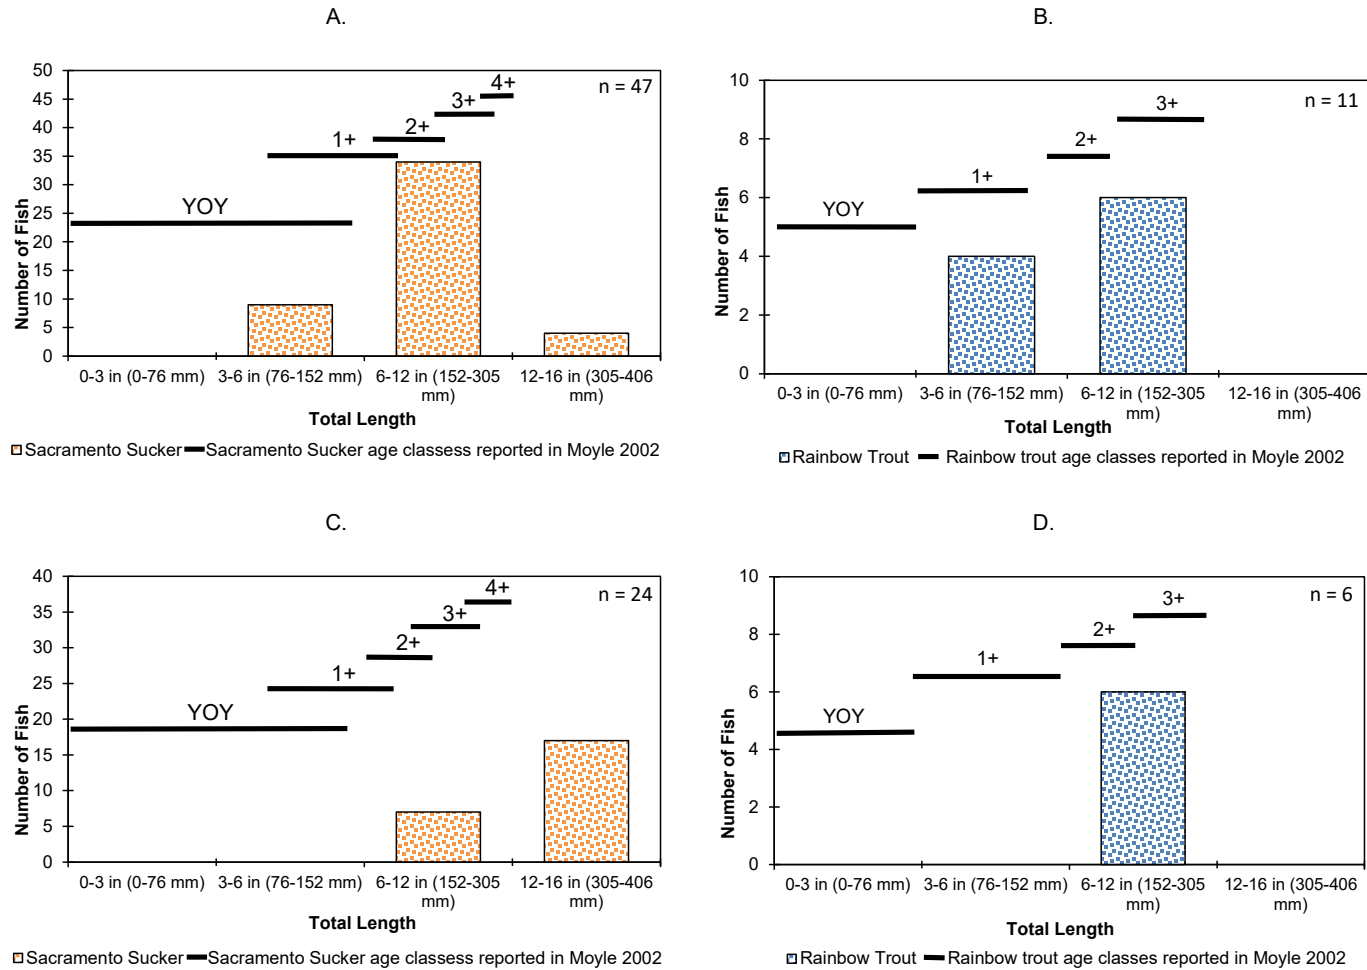 A.
50
45
40
35
30
25
20
15
10
5
0
Number of Fish
n = 47
YOY
1+
2+
3+
4+
0-3 in (0-76 mm) 3-6 in (76-152 mm) 6-12 in (152-305 12-16 in (305-406
mm) mm)
Total Length
Sacramento Sucker Sacramento Sucker age classess reported in Moyle 2002
B.
10
8
6
4
2
0
Number of Fish
n = 11
YOY
1+
2+
3+
0-3 in (0-76 mm) 3-6 in (76-152 mm) 6-12 in (152-305 12-16 in (305-406
mm) mm)
Total Length
Rainbow Trout Rainbow trout age classes reported in Moyle 2002
C.
40
35
30
25
20
15
10
5
0
Number of Fish
n = 24
YOY
1+
2+
3+
4+
0-3 in (0-76 mm) 3-6 in (76-152 mm) 6-12 in (152-305 12-16 in (305-406
mm) mm)
Total Length
Sacramento Sucker Sacramento Sucker age classess reported in Moyle 2002
D.
10
8
6
4
2
0
Number of Fish
n = 6
YOY
1+
2+
3+
0-3 in (0-76 mm) 3-6 in (76-152 mm) 6-12 in (152-305 12-16 in (305-406
mm) mm)
Total Length
Rainbow Trout Rainbow trout age classes reported in Moyle 2002